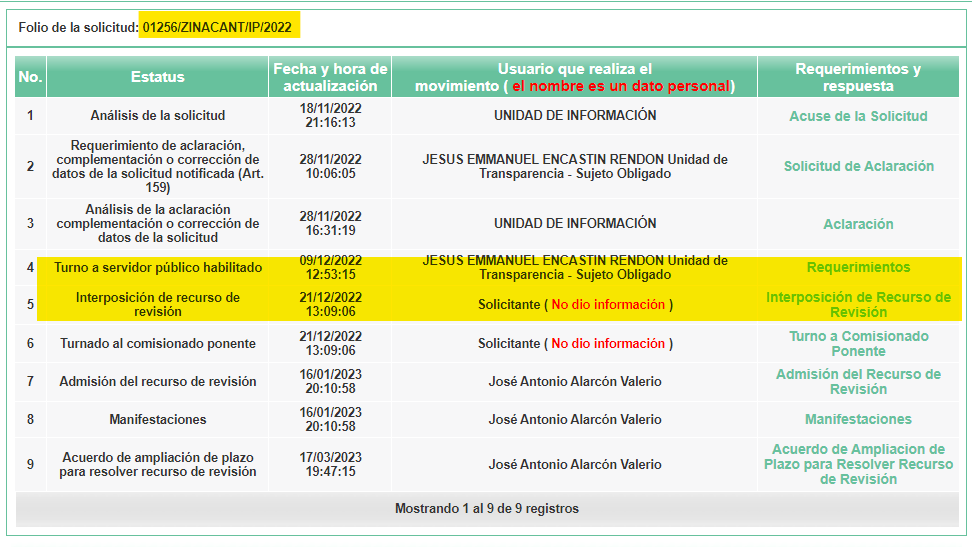 Folio de la solicitud: 01256/ZINACANT/IP/2022
No.
Estatus
Fecha y hora de
actualización
Usuario que realiza el
movimiento ( el nombre es un dato personal)
Requerimientos y
respuesta
1
Análisis de la solicitud
18/11/2022
21:16:13
UNIDAD DE INFORMACIÓN
Acuse de la Solicitud
2
Requerimiento de aclaración,
complementación o corrección de
datos de la solicitud notificada (Art.
159)
28/11/2022
10:06:05
JESUS EMMANUEL ENCASTIN RENDON Unidad de
Transparencia - Sujeto Obligado
Solicitud de Aclaración
3
Análisis de la aclaración
complementación o corrección de
datos de la solicitud
28/11/2022
16:31:19
UNIDAD DE INFORMACIÓN
Aclaración
4
Turno a servidor público habilitado
09/12/2022
12:53:15
JESUS EMMANUEL ENCASTIN RENDON Unidad de
Transparencia - Sujeto Obligado
Requerimientos
5
Interposición de recurso de
revisión
21/12/2022
13:09:06
Solicitante ( No dio información )
Interposición de Recurso de
Revisión
6
Turnado al comisionado ponente
21/12/2022
13:09:06
Solicitante ( No dio información )
Turno a Comisionado
Ponente
7
Admisión del recurso de revisión
16/01/2023
20:10:58
José Antonio Alarcón Valerio
Admisión del Recurso de
Revisión
8
Manifestaciones
16/01/2023
20:10:58
José Antonio Alarcón Valerio
Manifestaciones
9
Acuerdo de ampliación de plazo
para resolver recurso de revisión
17/03/2023
19:47:15
José Antonio Alarcón Valerio
Acuerdo de Ampliacion de
Plazo para Resolver Recurso
de Revisión
Mostrando 1 al 9 de 9 registros